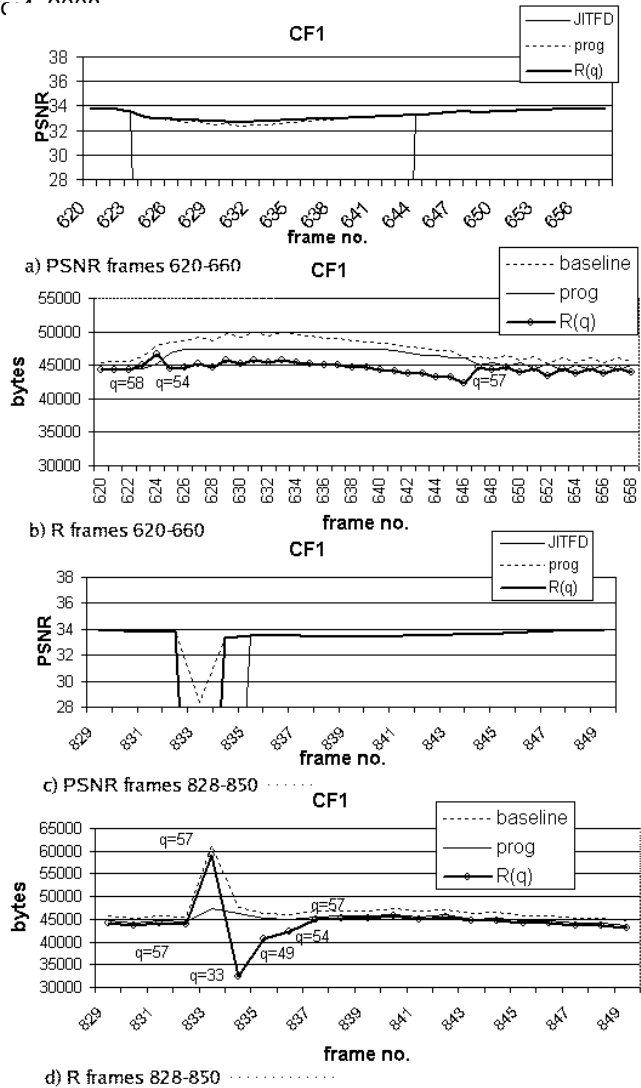 CF1
JITFD
prog
R(q)
38
36
34
32
30
28
PSNR
620 623 626 629 632 635 638 641 644 647 650 653 656
frame no.
a) PSNR frames 620-660
CF1
baseline
prog
R(q)
55000
50000
45000
40000
35000
30000
bytes
q=58 q=54 q=57
620 622 624 626 628 630 632 634 636 638 640 642 644 646 648 650 652 654 656 658
frame no.
b) R frames 620-660
CF1
JITFD
prog
R(q)
38
36
34
32
30
28
PSNR
829 831 833 835 837 839 841 843 845 847 849
frame no.
c) PSNR frames 828-850
CF1
baseline
prog
R(q)
65000
60000
55000
50000
45000
40000
35000
30000
bytes
q=57
q=57
q=57
q=54
q=49
q=33
829 831 833 835 837 839 841 843 845 847 849
frame no.
d) R frames 828-850